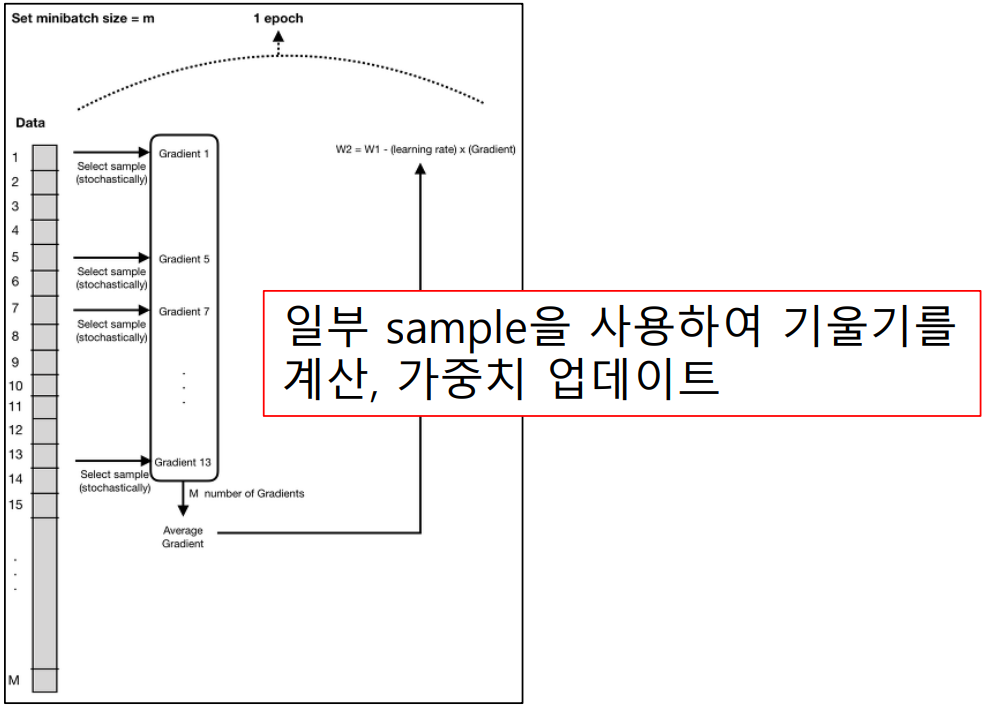 Set minibatch size = m
1 epoch
Data
1
2
3
4
5
6
7
8
9
10
11
12
13
14
15
.
.
.
M
Select sample
(stochastically)
Select sample
(stochastically)
Select sample
(stochastically)
Select sample
(stochastically)
Gradient 1
Gradient 5
Gradient 7
.
.
.
Gradient 13
M number of Gradients
Average
Gradient
W2 = W1 - (learning rate) x (Gradient)
일부 sample을 사용하여 기울기를
계산, 가중치 업데이트